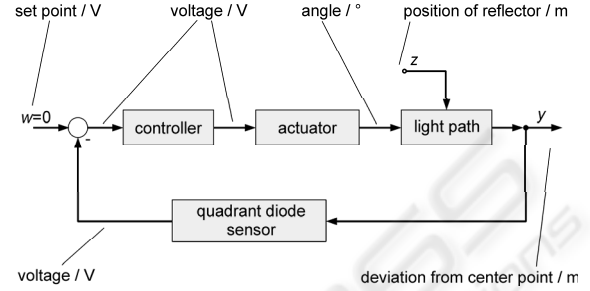 set point / V
voltage / V
angle / °
position of reflector / m
z
w=0
-
controller
actuator
light path
y
quadrant diode
sensor
voltage / V
deviation from center point / m